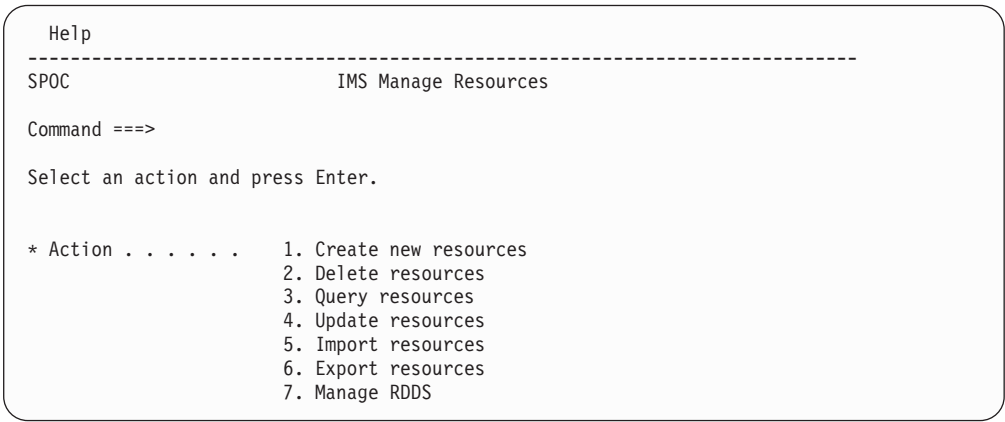 Help
-------------------------------------------------------------------------------
SPOC IMS Manage Resources
Command ===>
Select an action and press Enter.
* Action . . . . . . 1. Create new resources
2. Delete resources
3. Query resources
4. Update resources
5. Import resources
6. Export resources
7. Manage RDDS